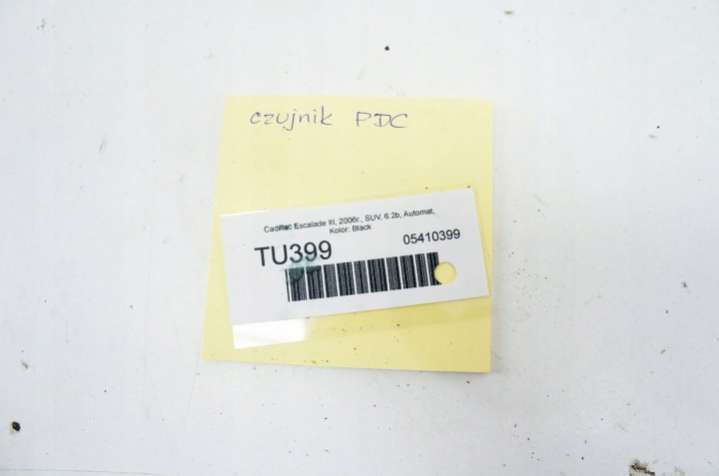 czujnik PDC
Cadillac Escalade III, 2006r., SUV, 6.2b, Automat,
Kolor: Black
TU399
05410399